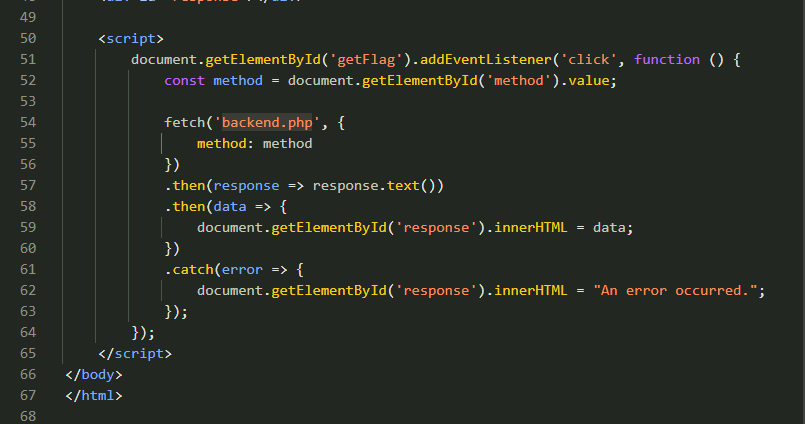 49
50 <script>
51 document.getElementById('getFlag').addEventListener('click', function () {
52 const method = document.getElementById('method').value;
53
54 fetch('backend.php', {
55 method: method
56 })
57 .then(response => response.text())
58 .then(data => {
59 document.getElementById('response').innerHTML = data;
60 })
61 .catch(error => {
62 document.getElementById('response').innerHTML = "An error occurred.";
63 });
64 });
65 </script>
66 </body>
67 </html>
68